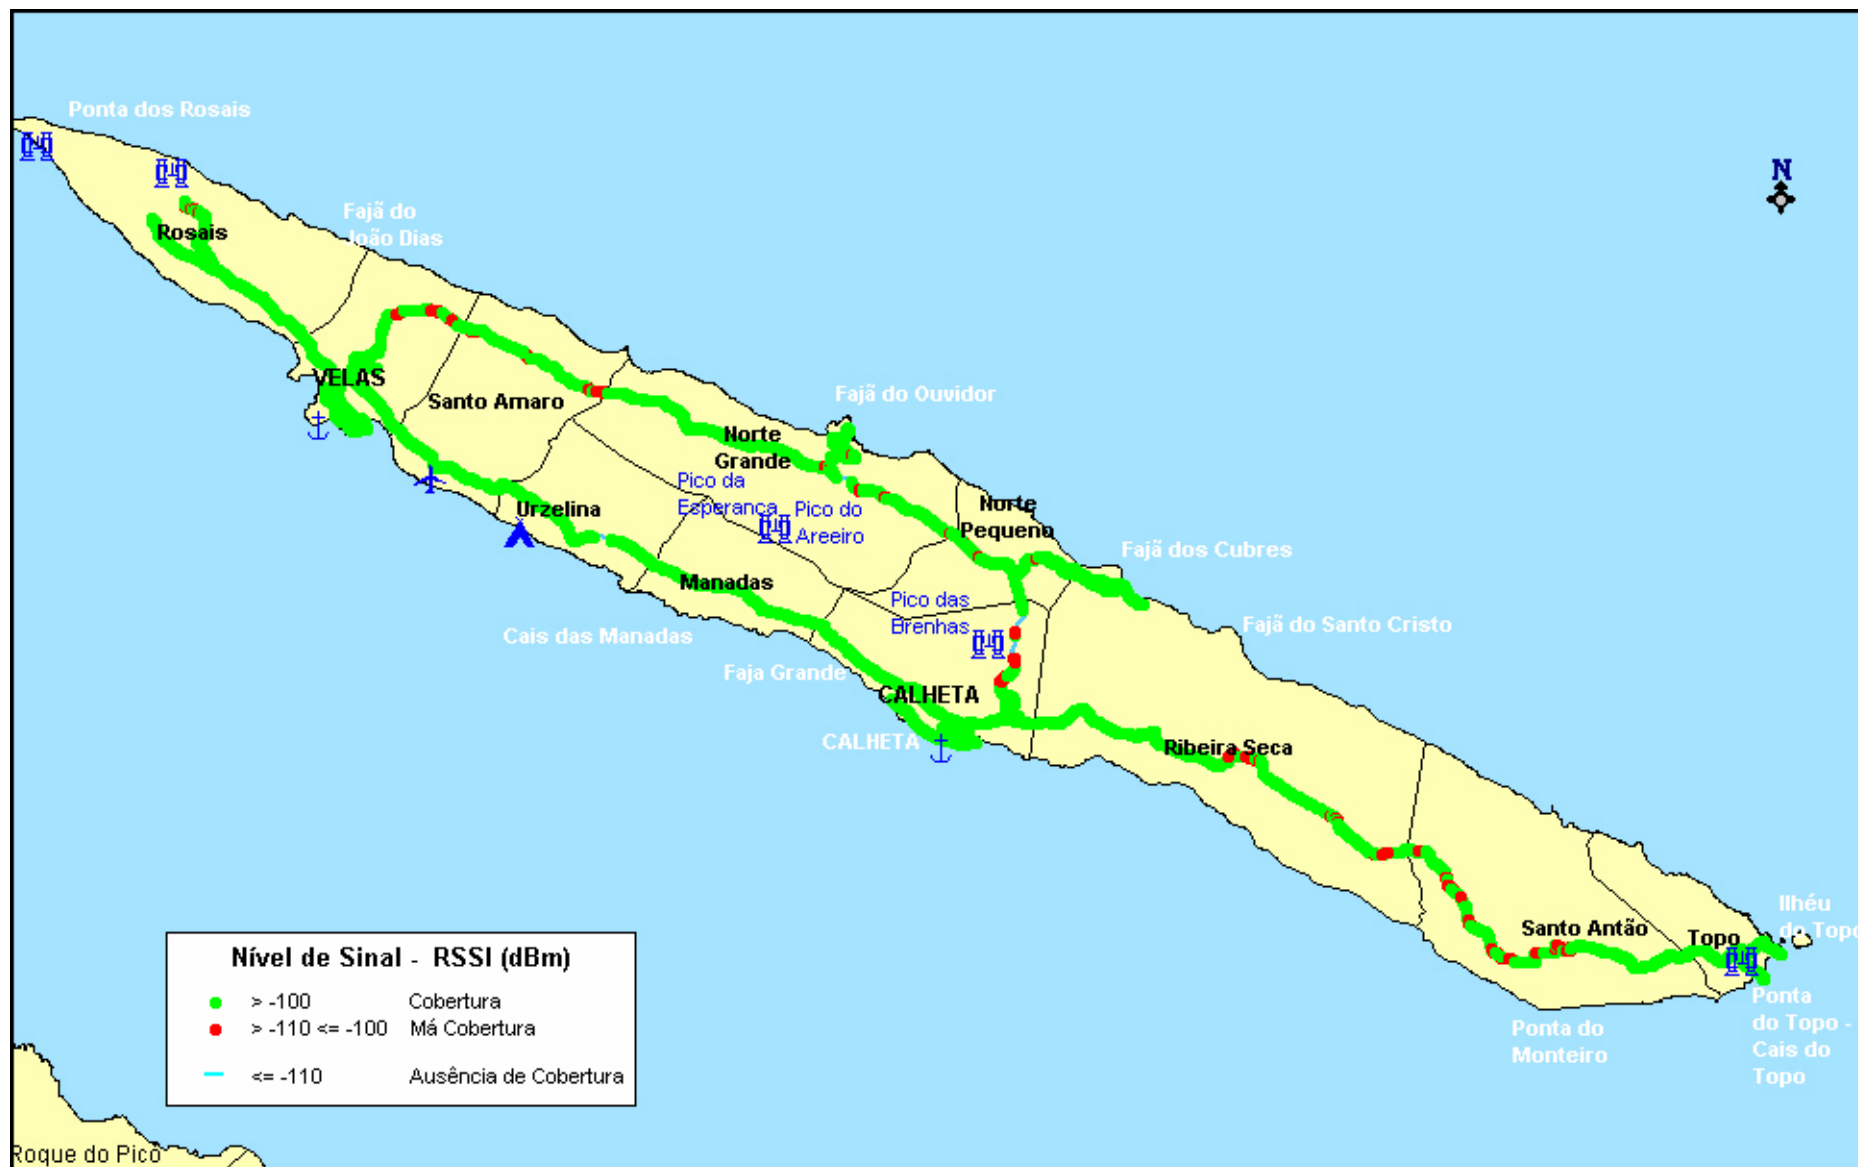 Ponta dos Rosais
N
Fajã do
João Dias
Rosais
VELAS
Santo Amaro
Fajã do Ouvidor
Norte
Grande
Pico da
Esperança
Pico do
Areeiro
Norte
Pequeno
Urzelina
Fajã dos Cubres
Manadas
Pico das
Brenhas
Fajã do Santo Cristo
Cais das Manadas
Faja Grande
CALHETA
CALHETA
Ribeira Seca
Santo Antão
Topo
Ilhéu
do Topo
Ponta
do Topo -
Cais do
Topo
Ponta do
Monteiro
Nível de Sinal - RSSI (dBm)
> -100 Cobertura
> -110 <= -100 Má Cobertura
<= -110 Ausência de Cobertura
Roque do Pico